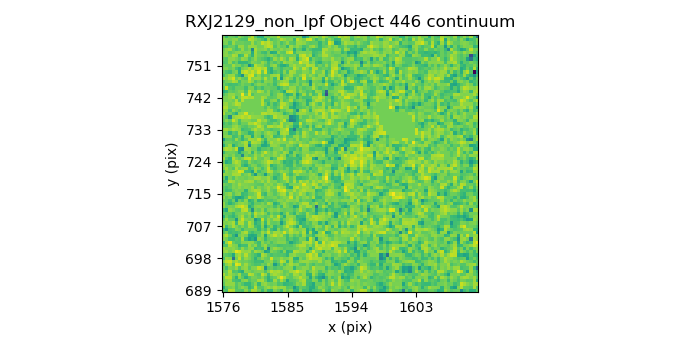 RXJ2129_non_lpf Object 446 continuum
751
742
733
724
715
707
698
689
y (pix)
1576 1585 1594 1603
x (pix)